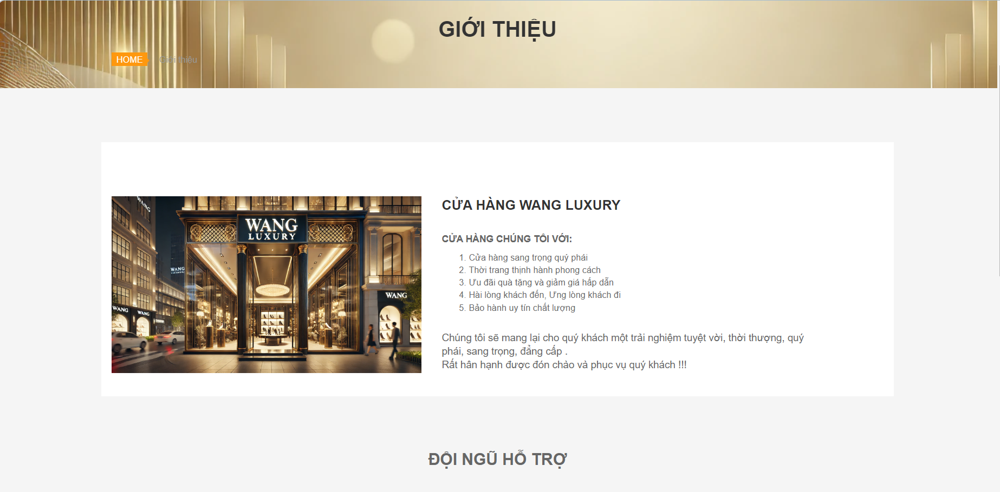 GIỚI THIỆU
HOME Giới thiệu
WANG
WANG
LUXURY
WANG
WANG
WANG
WANG
CỬA HÀNG WANG LUXURY
CỬA HÀNG CHÚNG TÔI VỚI:
1. Cửa hàng sang trọng quý phái
2. Thời trang thịnh hành phong cách
3. Ưu đãi quà tặng và giảm giá hấp dẫn
4. Hài lòng khách đến, Ưng lòng khách đi
5. Bảo hành uy tín chất lượng
Chúng tôi sẽ mang lại cho quý khách một trải nghiệm tuyệt vời, thời thượng, quý
phái, sang trọng, đẳng cấp .
Rất hân hạnh được đón chào và phục vụ quý khách !!!
ĐỘI NGŨ HỖ TRỢ